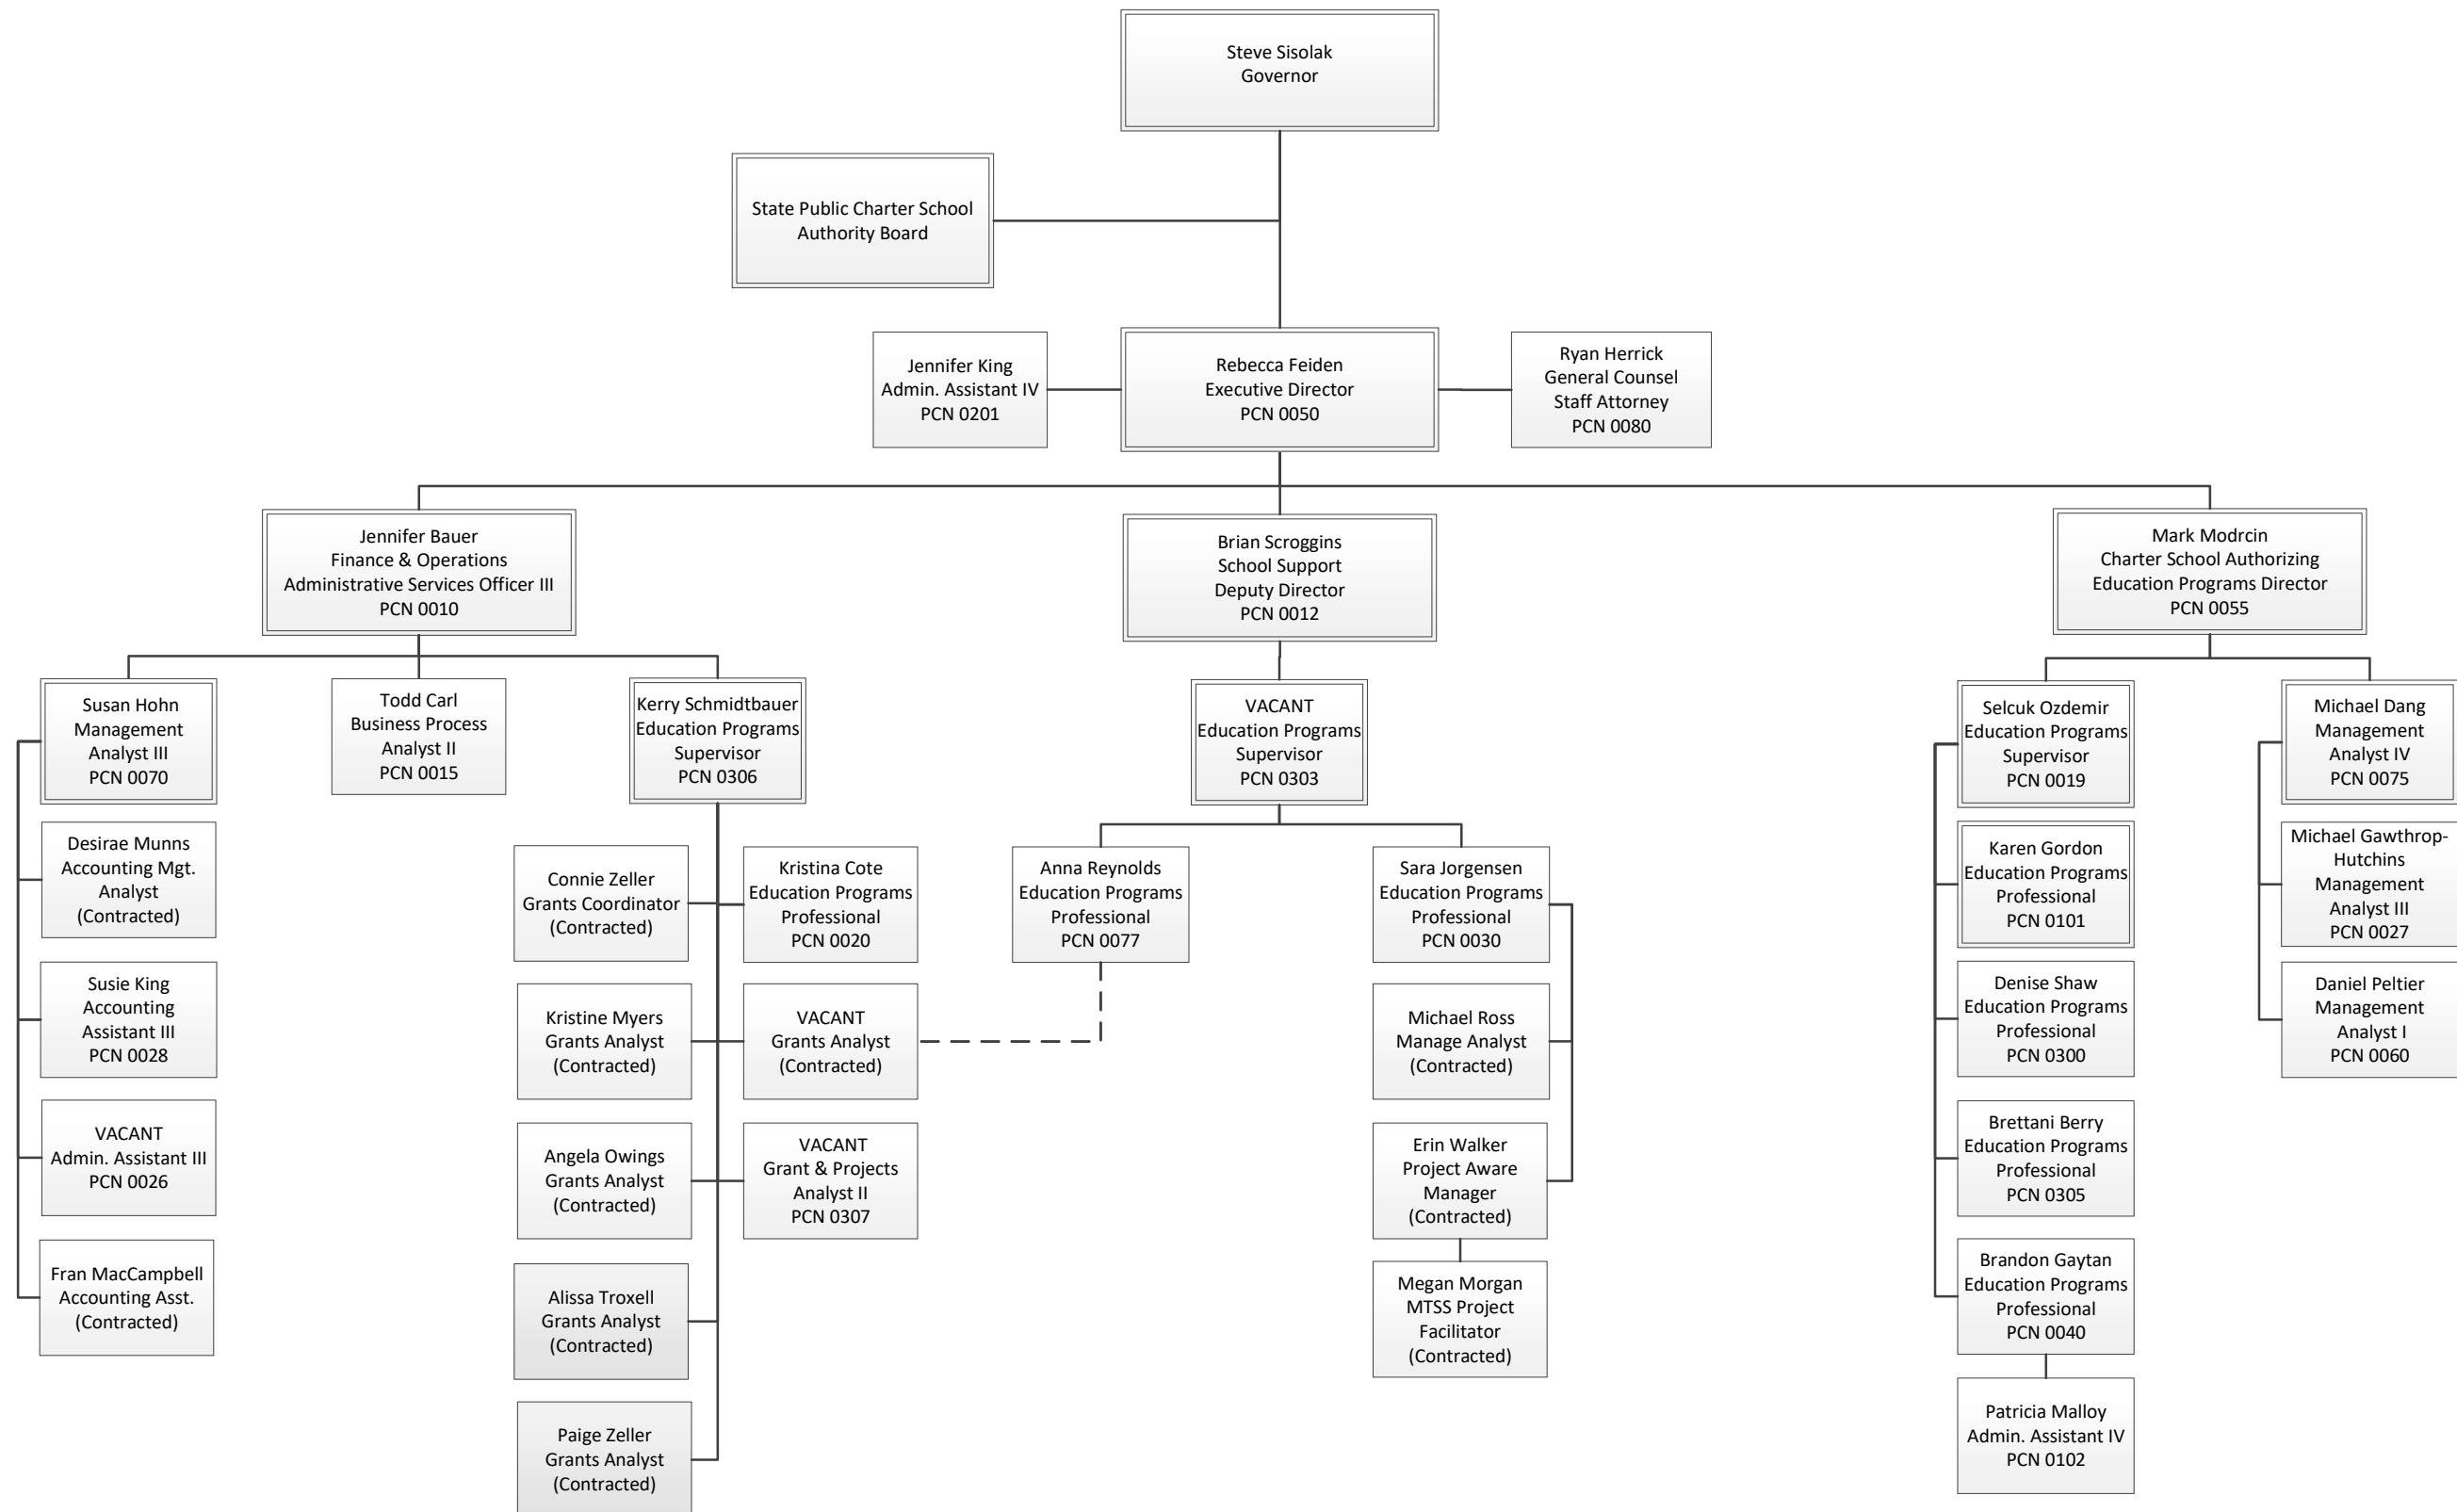 Steve Sisolak
Governor
State Public Charter School
Authority Board
Jennifer King
Admin. Assistant IV
PCN 0201
Rebecca Feiden
Executive Director
PCN 0050
Ryan Herrick
General Counsel
Staff Attorney
PCN 0080
Jennifer Bauer
Finance & Operations
Administrative Services Officer III
PCN 0010
Brian Scroggins
School Support
Deputy Director
PCN 0012
Mark Modrcin
Charter School Authorizing
Education Programs Director
PCN 0055
Susan Hohn
Management
Analyst III
PCN 0070
Todd Carl
Business Process
Analyst II
PCN 0015
Kerry Schmidtbauer
Education Programs
Supervisor
PCN 0306
VACANT
Education Programs
Supervisor
PCN 0303
Selcuk Ozdemir
Education Programs
Supervisor
PCN 0019
Michael Dang
Management
Analyst IV
PCN 0075
Desirae Munns
Accounting Mgt.
Analyst
(Contracted)
Connie Zeller
Grants Coordinator
(Contracted)
Kristina Cote
Education Programs
Professional
PCN 0020
Anna Reynolds
Education Programs
Professional
PCN 0077
Sara Jorgensen
Education Programs
Professional
PCN 0030
Karen Gordon
Education Programs
Professional
PCN 0101
Michael Gawthrop-
Hutchins
Management
Analyst III
PCN 0027
Susie King
Accounting
Assistant III
PCN 0028
Kristine Myers
Grants Analyst
(Contracted)
VACANT
Grants Analyst
(Contracted)
Michael Ross
Manage Analyst
(Contracted)
Denise Shaw
Education Programs
Professional
PCN 0300
Daniel Peltier
Management
Analyst I
PCN 0060
VACANT
Admin. Assistant III
PCN 0026
Angela Owings
Grants Analyst
(Contracted)
VACANT
Grant & Projects
Analyst II
PCN 0307
Erin Walker
Project Aware
Manager
(Contracted)
Brettani Berry
Education Programs
Professional
PCN 0305
Fran MacCampbell
Accounting Asst.
(Contracted)
Alissa Troxell
Grants Analyst
(Contracted)
Megan Morgan
MTSS Project
Facilitator
(Contracted)
Brandon Gaytan
Education Programs
Professional
PCN 0040
Paige Zeller
Grants Analyst
(Contracted)
Patricia Malloy
Admin. Assistant IV
PCN 0102